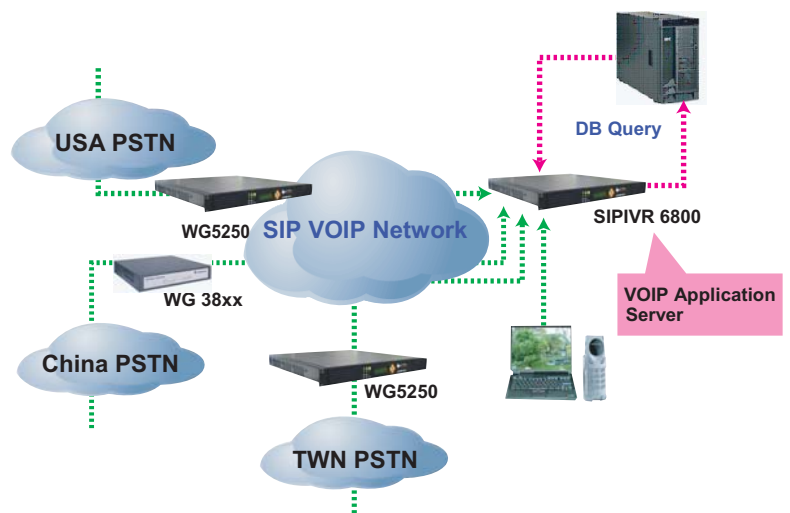 USA PSTN
DB Query
WG5250
SIP VOIP Network
SIPIVR 6800
WG 38xx
VOIP Application
Server
China PSTN
WG5250
TWN PSTN